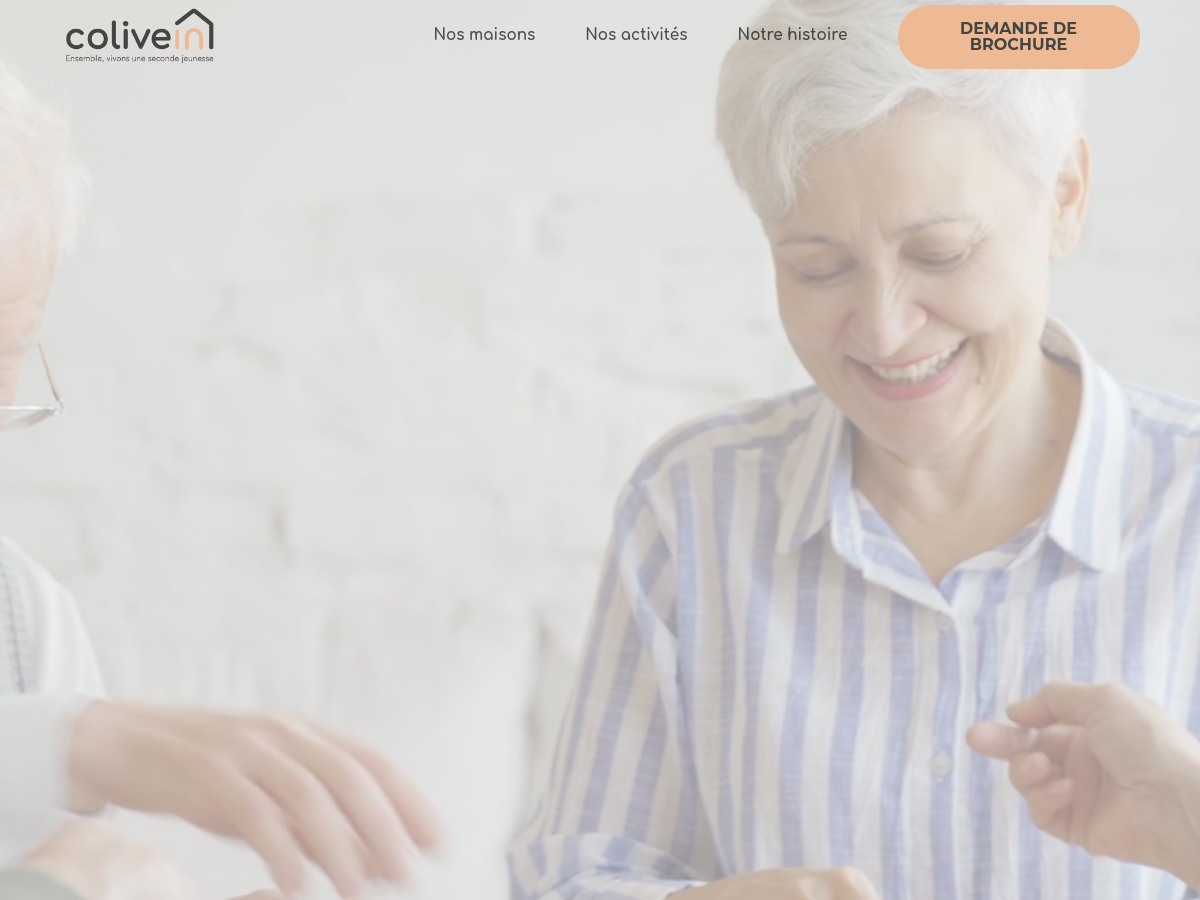 colivein
Ensemble, vivons une seconde jeunesse
Nos maisons
Nos activités
Notre histoire
DEMANDE DE
BROCHURE